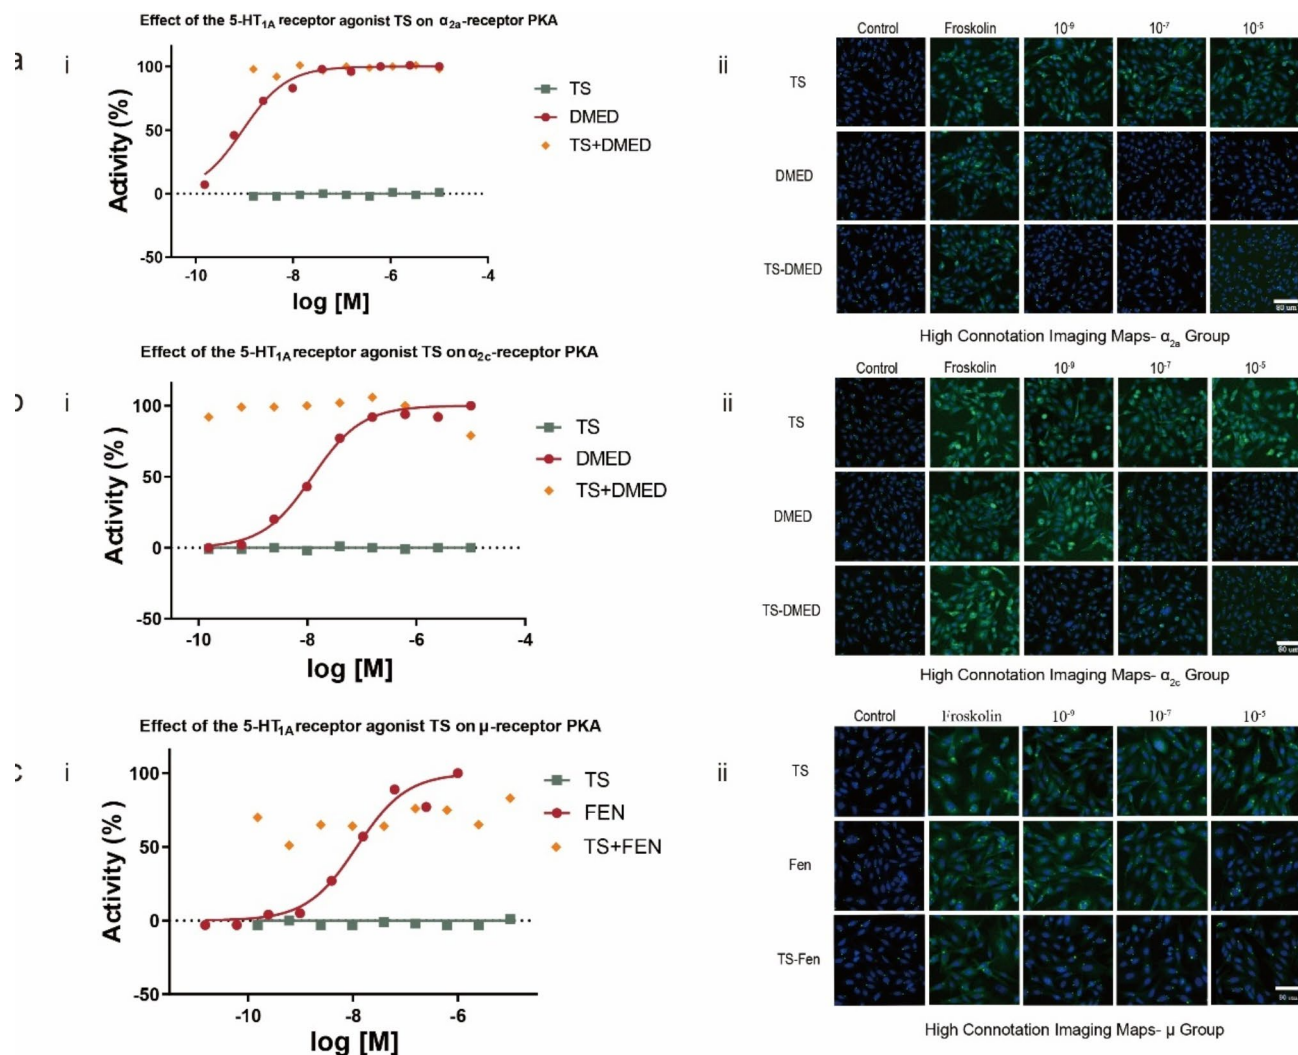 Effect of the 5-HT1A receptor agonist TS on α2a-receptor PKA
a i
Activity (%)
100
50
0
-50
-10 -8 -6 -4
log [M]
TS
DMED
TS+DMED
ii
Control Froskolin 10-9 10-7 10-5
TS
DMED
TS-DMED
80 um
High Connotation Imaging Maps- α2a Group
Effect of the 5-HT1A receptor agonist TS on α2c-receptor PKA
i
Activity (%)
100
50
0
-50
-10 -8 -6 -4
log [M]
TS
DMED
TS+DMED
ii
Control Froskolin 10-9 10-7 10-5
TS
DMED
TS-DMED
80 um
High Connotation Imaging Maps- α2c Group
Effect of the 5-HT1A receptor agonist TS on μ-receptor PKA
c i
Activity (%)
100
50
0
-50
-10 -8 -6
log [M]
TS
FEN
TS+FEN
ii
Control Froskolin 10-9 10-7 10-5
TS
Fen
TS-Fen
High Connotation Imaging Maps- μ Group